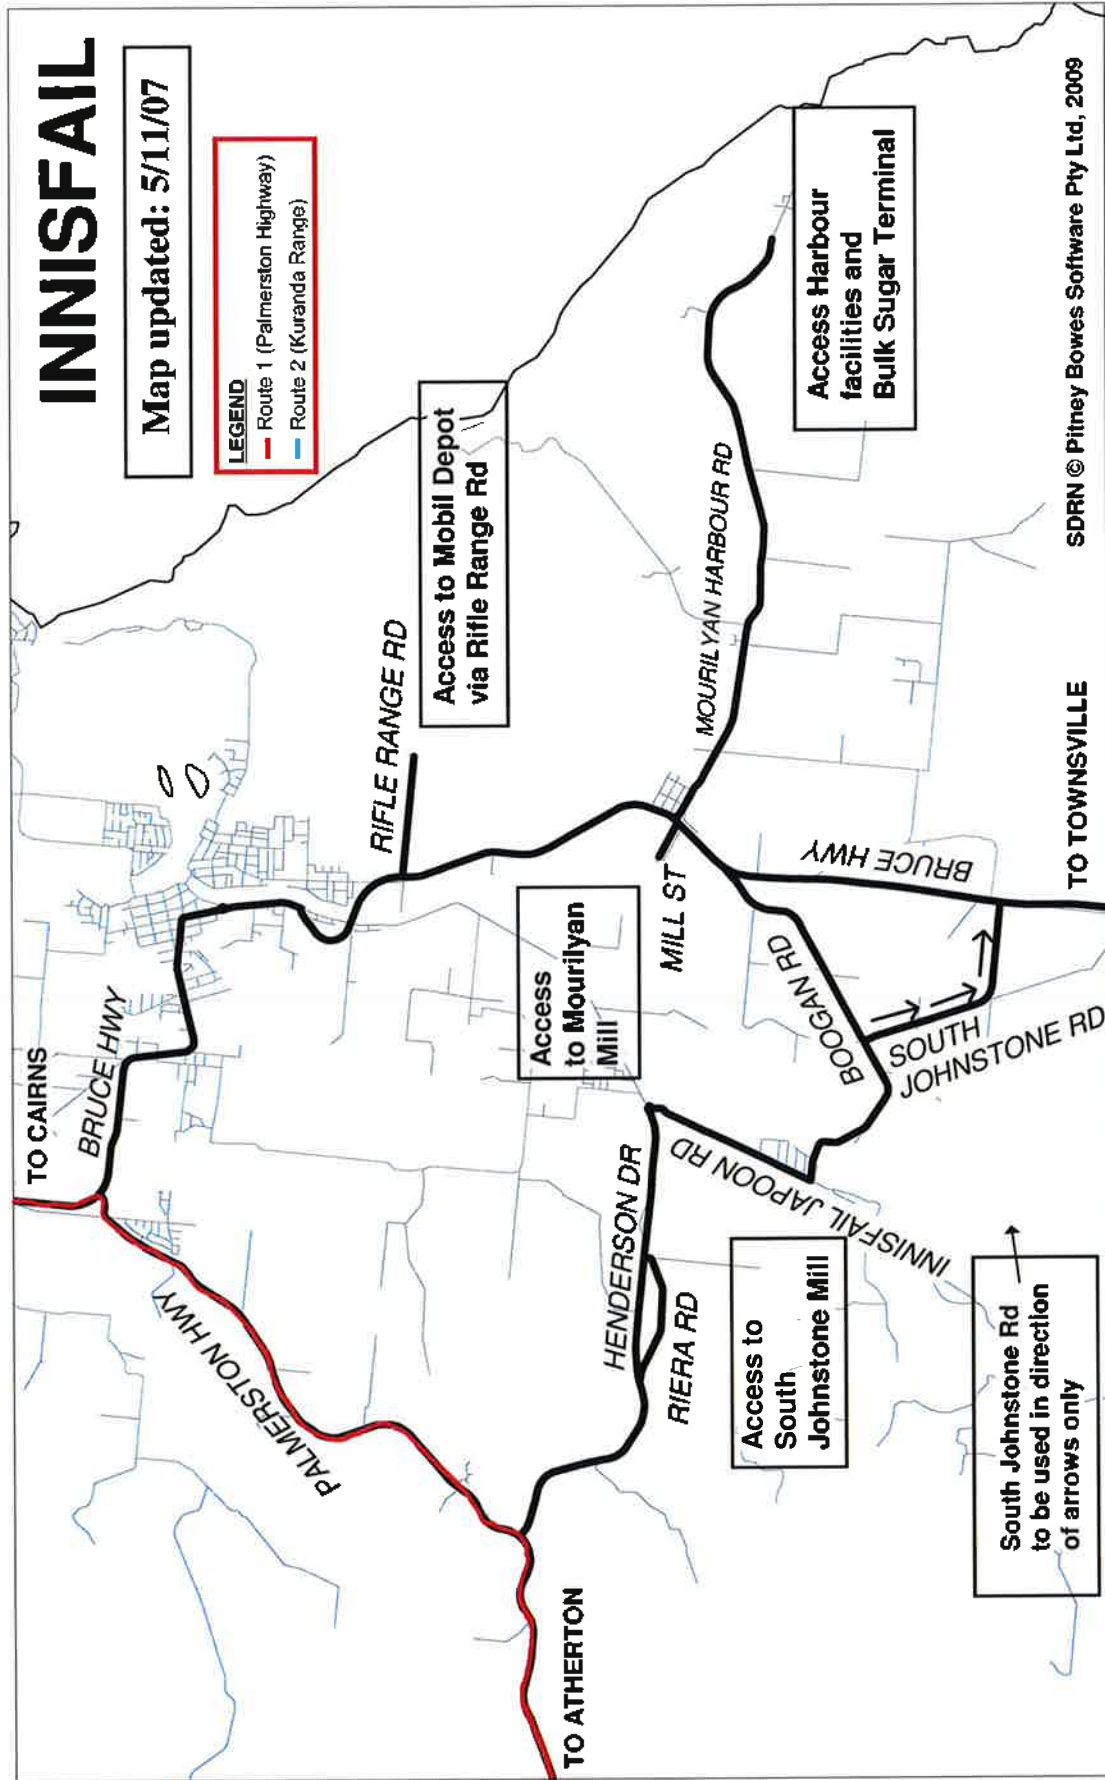 INNISFAIL
Map updated: 5/11/07
LEGEND
Route 1 (Palmerston Highway)
Route 2 (Kuranda Range)
TO CAIRNS
BRUCE HWY
PALMERSTON HWY
TO ATHERTON
RIFLE RANGE RD
Access to Mobil Depot
via Rifle Range Rd
Access
to Mourilyan
Mill
MILL ST
MOURILYAN HARBOUR RD
Access Harbour
facilities and
Bulk Sugar Terminal
HENDERSON DR
RIERA RD
INNISFAIL JAPOON RD
BOOGAN RD
BRUCE HWY
SOUTH
JOHNSTONE RD
Access to
South
Johnstone Mill
South Johnstone Rd
to be used in direction
of arrows only
TO TOWNSVILLE
SDRN © Pitney Bowes Software Pty Ltd, 2009